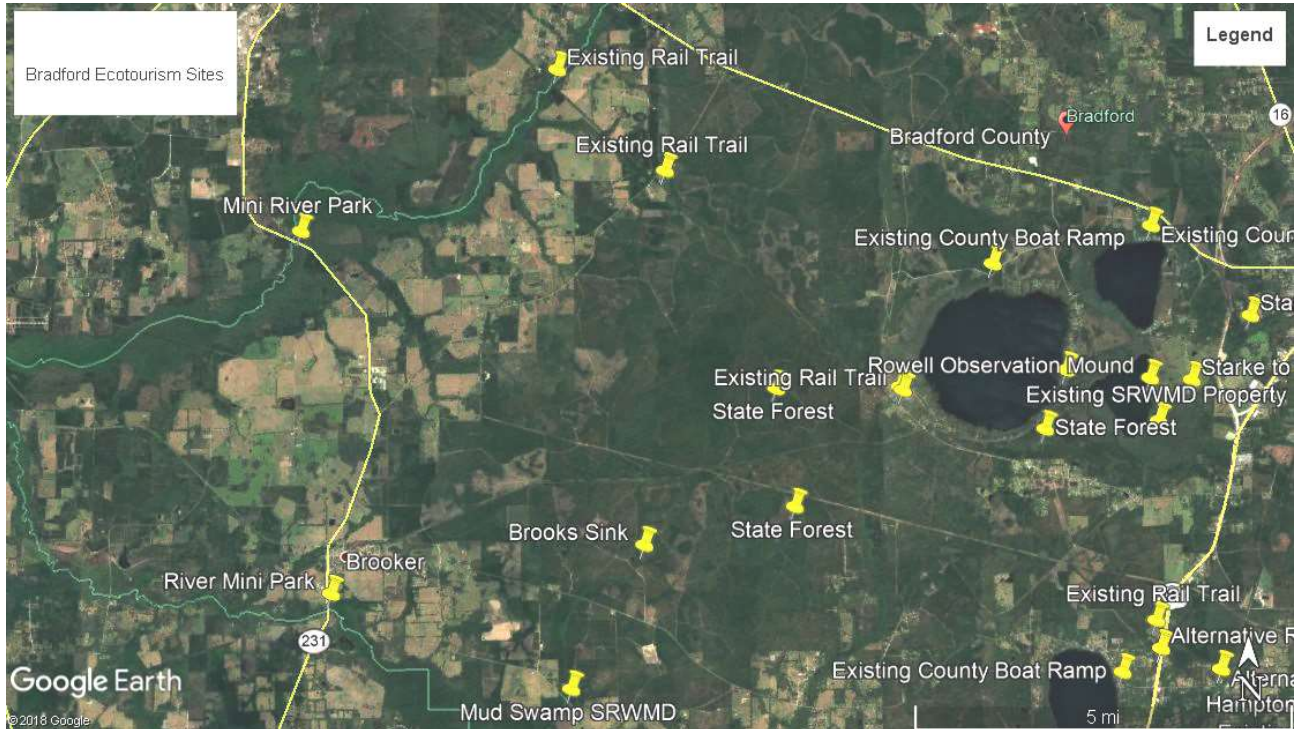 Legend
Bradford Ecotourism Sites
Existing Rail Trail
16
Bradford
Bradford County
Existing Rail Trail
Mini River Park
Existing County Boat Ramp
Existing Coun
Sta
Rowell Observation Mound
Starke to
Existing Rail Trail
Existing SRWMD Property
State Forest
State Forest
Brooks Sink
State Forest
Brooker
River Mini Park
Existing Rail Trail
231
Alternative R
Existing County Boat Ramp
Google Earth
Hampton
Mud Swamp SRWMD
N
5 mi
©2018 Google